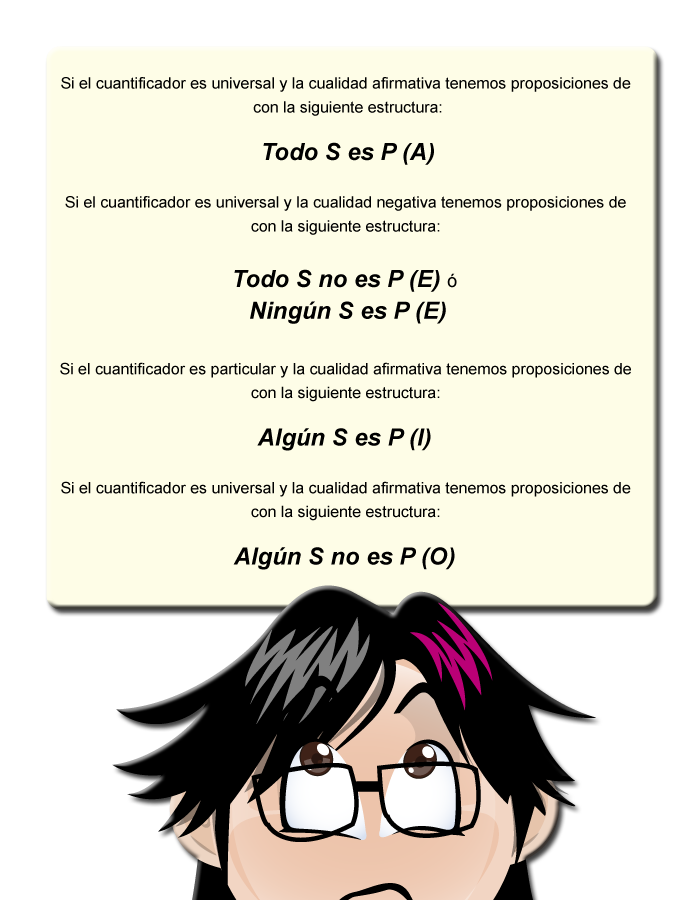 Si el cuantificador es universal y la cualidad afirmativa tenemos proposiciones de
con la siguiente estructura:
Todo S es P (A)
Si el cuantificador es universal y la cualidad negativa tenemos proposiciones de
con la siguiente estructura:
Todo S no es P (E) ó
Ningún S es P (E)
Si el cuantificador es particular y la cualidad afirmativa tenemos proposiciones de
con la siguiente estructura:
Algún S es P (I)
Si el cuantificador es universal y la cualidad afirmativa tenemos proposiciones de
con la siguiente estructura:
Algún S no es P (O)